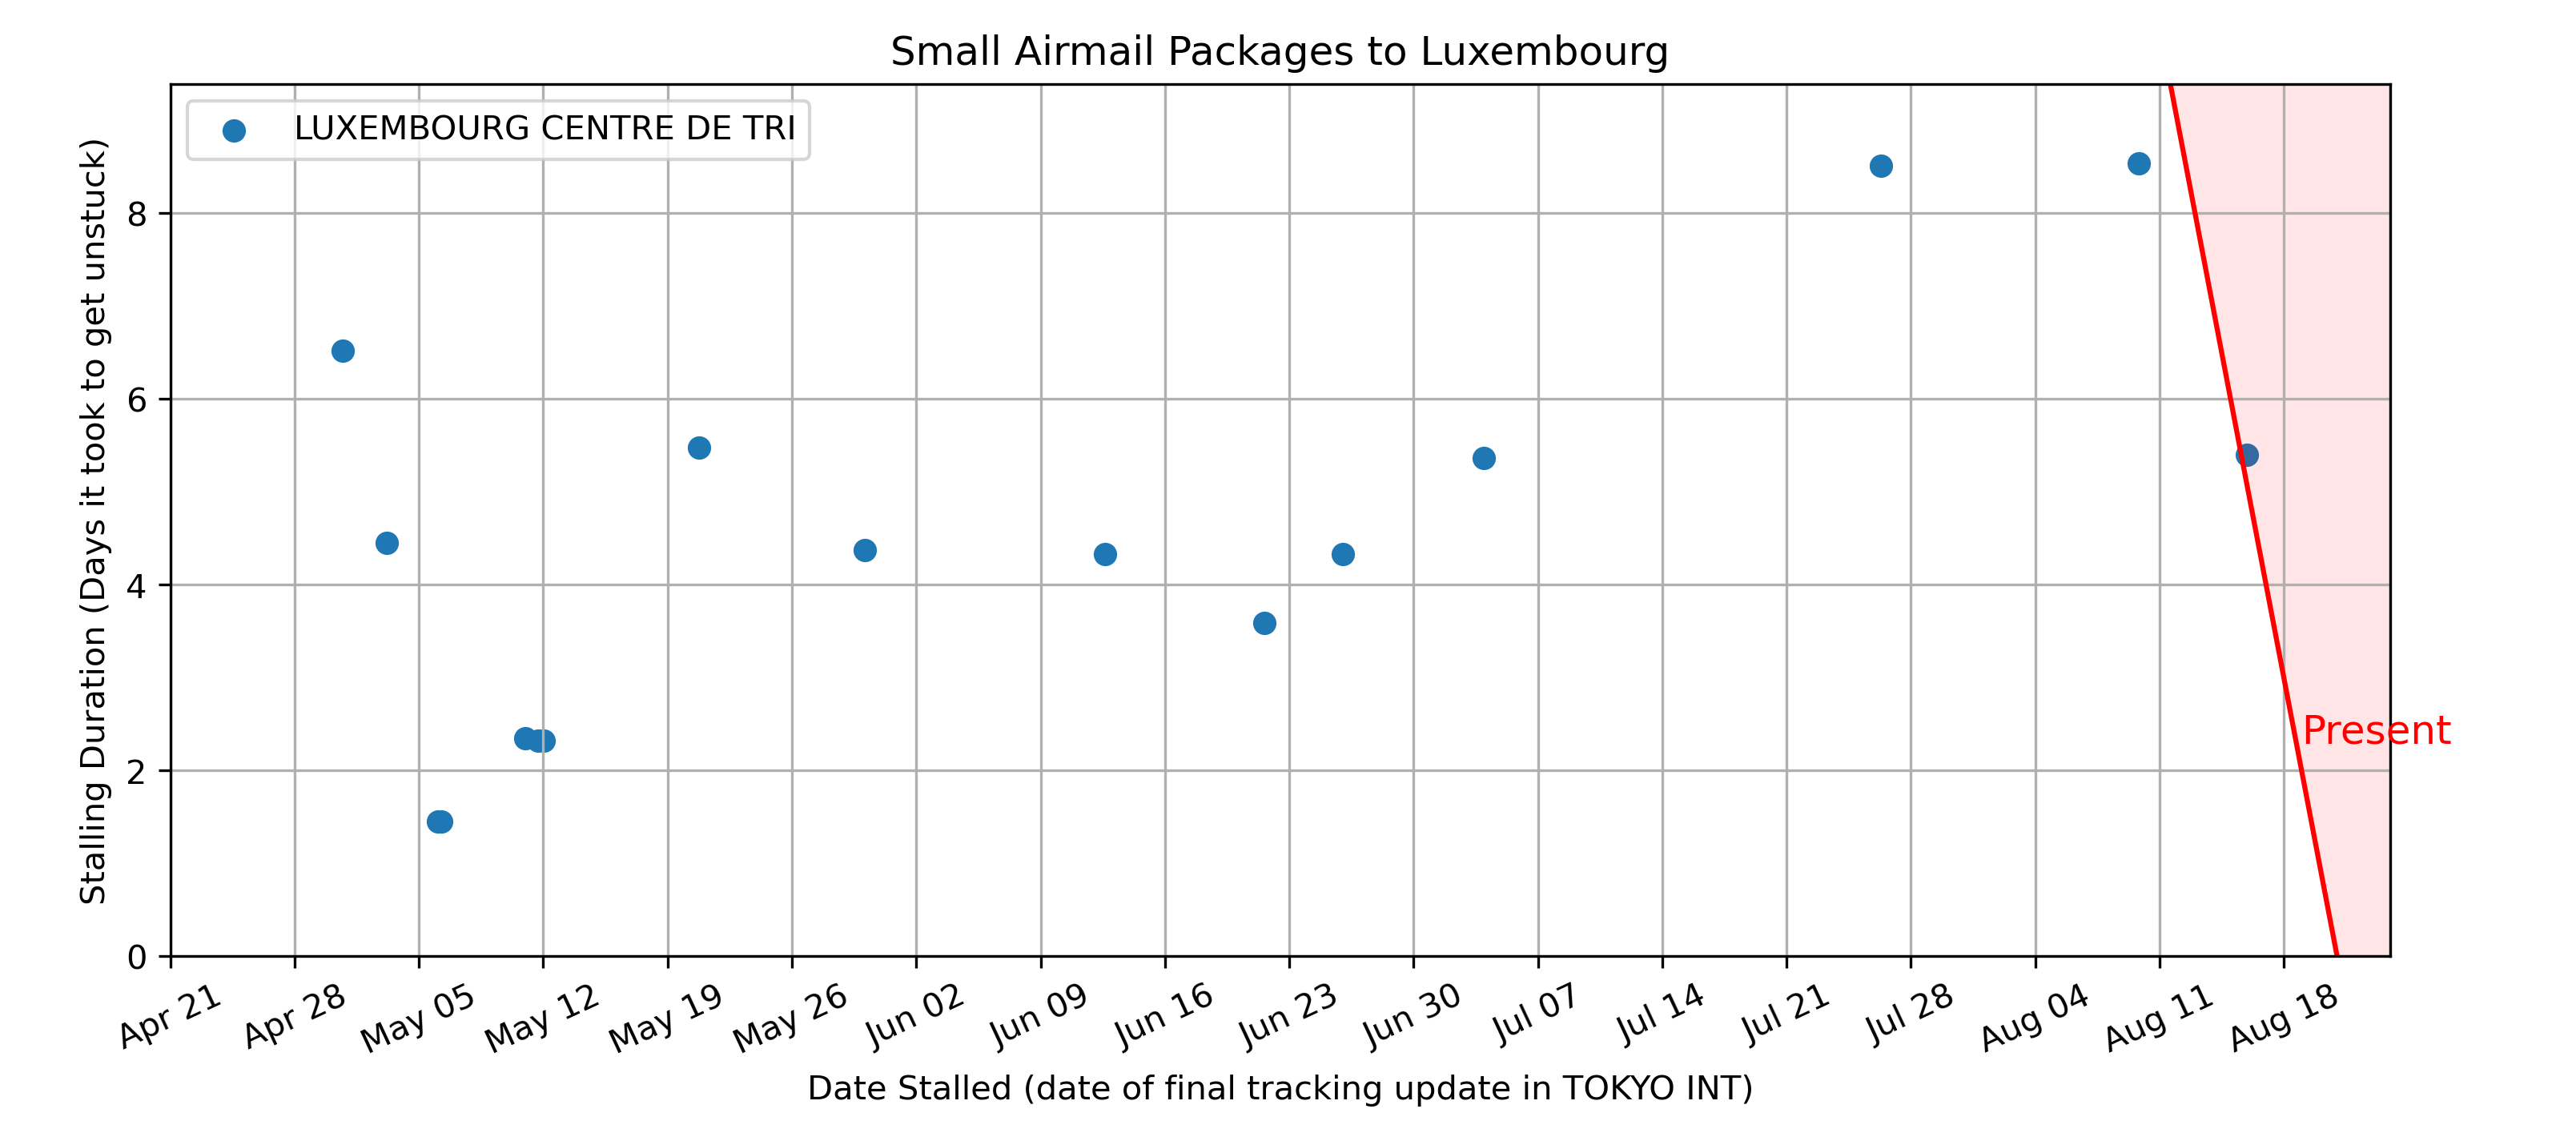 Small Airmail Packages to Luxembourg
LUXEMBOURG CENTRE DE TRI
Stalling Duration (Days it took to get unstuck)
8
6
4
2
0
Present
Apr 21
Apr 28
May 05
May 12
May 19
May 26
Jun 02
Jun 09
Jun 16
Jun 23
Jun 30
Jul 07
Jul 14
Jul 21
Jul 28
Aug 04
Aug 11
Aug 18
Date Stalled (date of final tracking update in TOKYO INT)